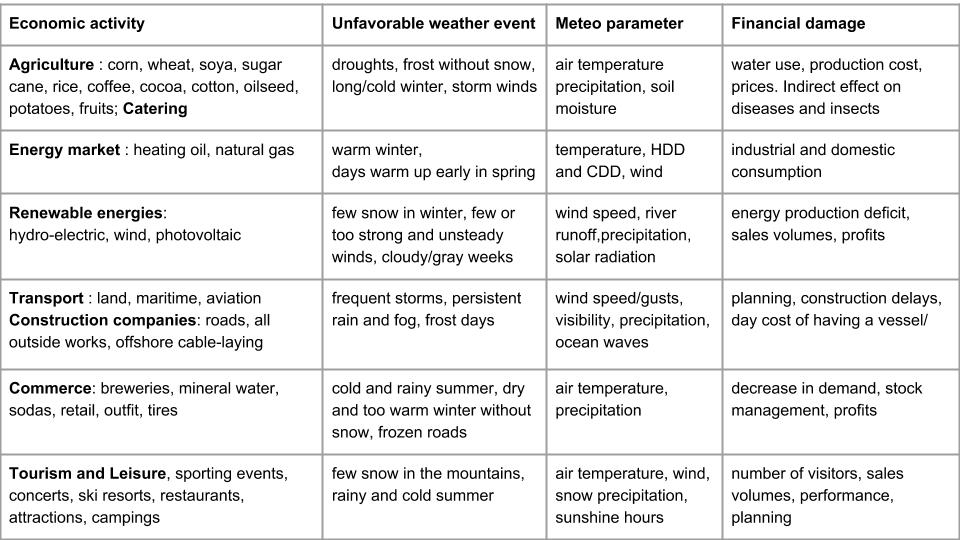 Economic activity
Unfavorable weather event
Meteo parameter
Financial damage
Agriculture : corn, wheat, soya, sugar
cane, rice, coffee, cocoa, cotton, oilseed,
potatoes, fruits; Catering
droughts, frost without snow,
long/cold winter, storm winds
air temperature
precipitation, soil
moisture
water use, production cost,
prices. Indirect effect on
diseases and insects
Energy market : heating oil, natural gas
warm winter,
days warm up early in spring
temperature, HDD
and CDD, wind
industrial and domestic
consumption
Renewable energies:
hydro-electric, wind, photovoltaic
few snow in winter, few or
too strong and unsteady
winds, cloudy/gray weeks
wind speed, river
runoff,precipitation,
solar radiation
energy production deficit,
sales volumes, profits
Transport : land, maritime, aviation
Construction companies: roads, all
outside works, offshore cable-laying
frequent storms, persistent
rain and fog, frost days
wind speed/gusts,
visibility, precipitation,
ocean waves
planning, construction delays,
day cost of having a vessel/
Commerce: breweries, mineral water,
sodas, retail, outfit, tires
cold and rainy summer, dry
and too warm winter without
snow, frozen roads
air temperature,
precipitation
decrease in demand, stock
management, profits
Tourism and Leisure, sporting events,
concerts, ski resorts, restaurants,
attractions, campings
few snow in the mountains,
rainy and cold summer
air temperature, wind,
snow precipitation,
sunshine hours
number of visitors, sales
volumes, performance,
planning